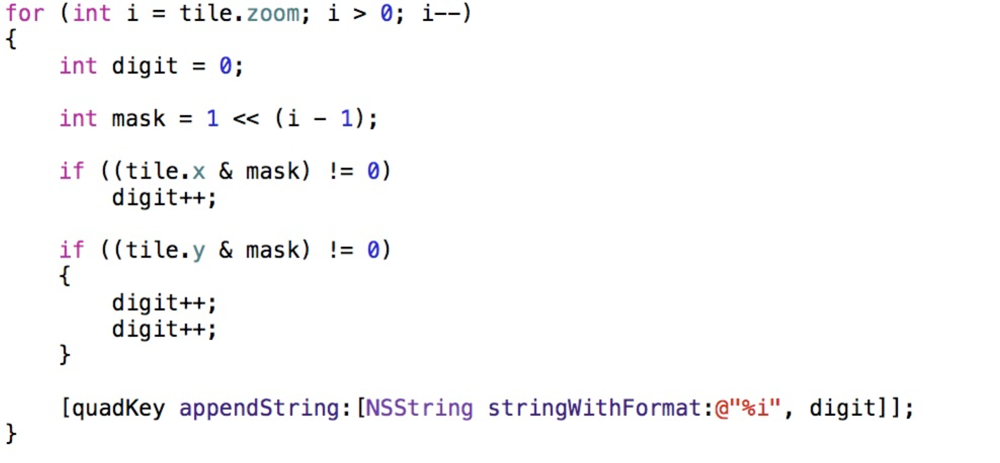 for (int i = tile.zoom; i > 0; i--)
{
    int digit = 0;
    int mask = 1 << (i - 1);
    if ((tile.x & mask) != 0)
        digit++;
    if ((tile.y & mask) != 0)
    {
        digit++;
        digit++;
    }
    [quadKey appendString:[NSString stringWithFormat:@"%i", digit]];
}